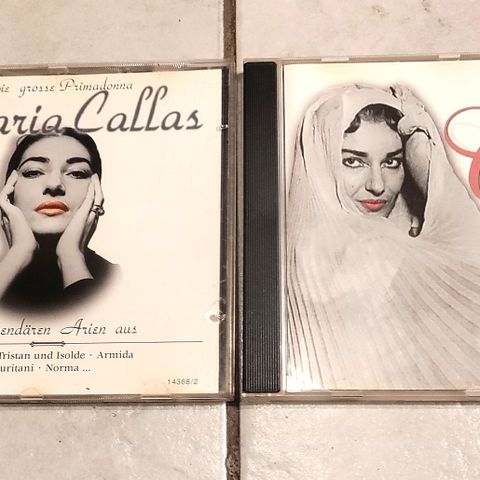 ie grosse Primadonna
aria Callas
endären Arien aus
Tristan und Isolde · Armida
uritani · Norma ...
14368/2